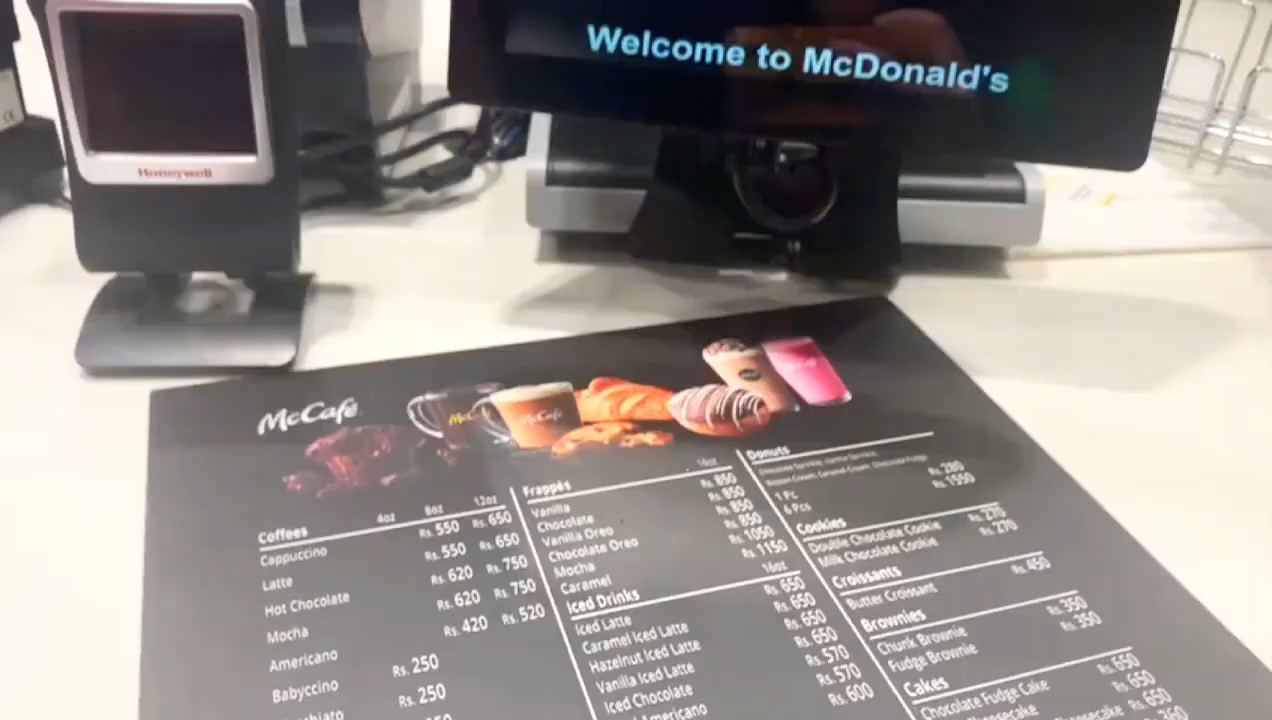 Welcome to McDonald's
Honeywell
McCafé
McCafe
Coffees 4oz 8oz 12oz
Cappuccino Rs. 550 Rs. 650
Latte Rs. 550 Rs. 650
Hot Chocolate Rs. 620 Rs. 750
Mocha Rs. 620 Rs. 750
Americano Rs. 420 Rs. 520
Babyccino Rs. 250
Rs. 250
Frappés 16oz
Vanilla Rs. 850
Chocolate Rs. 850
Vanilla Oreo Rs. 850
Chocolate Oreo Rs. 850
Mocha Rs. 1050
Caramel Rs. 1150
Iced Drinks 16oz
Iced Latte Rs. 650
Caramel Iced Latte Rs. 650
Hazelnut Iced Latte Rs. 650
Vanilla Iced Latte Rs. 650
Iced Chocolate Rs. 570
Americano Rs. 570
Rs. 600
Donuts
1 Pc Rs. 280
6 Pcs Rs. 1550
Cookies
Double Chocolate Cookie Rs. 270
Milk Chocolate Cookie Rs. 270
Croissants
Butter Croissant Rs. 450
Brownies
Chunk Brownie Rs. 350
Fudge Brownie Rs. 350
Cakes
Chocolate Fudge Cake Rs. 650
Rs. 650
Rs. 650